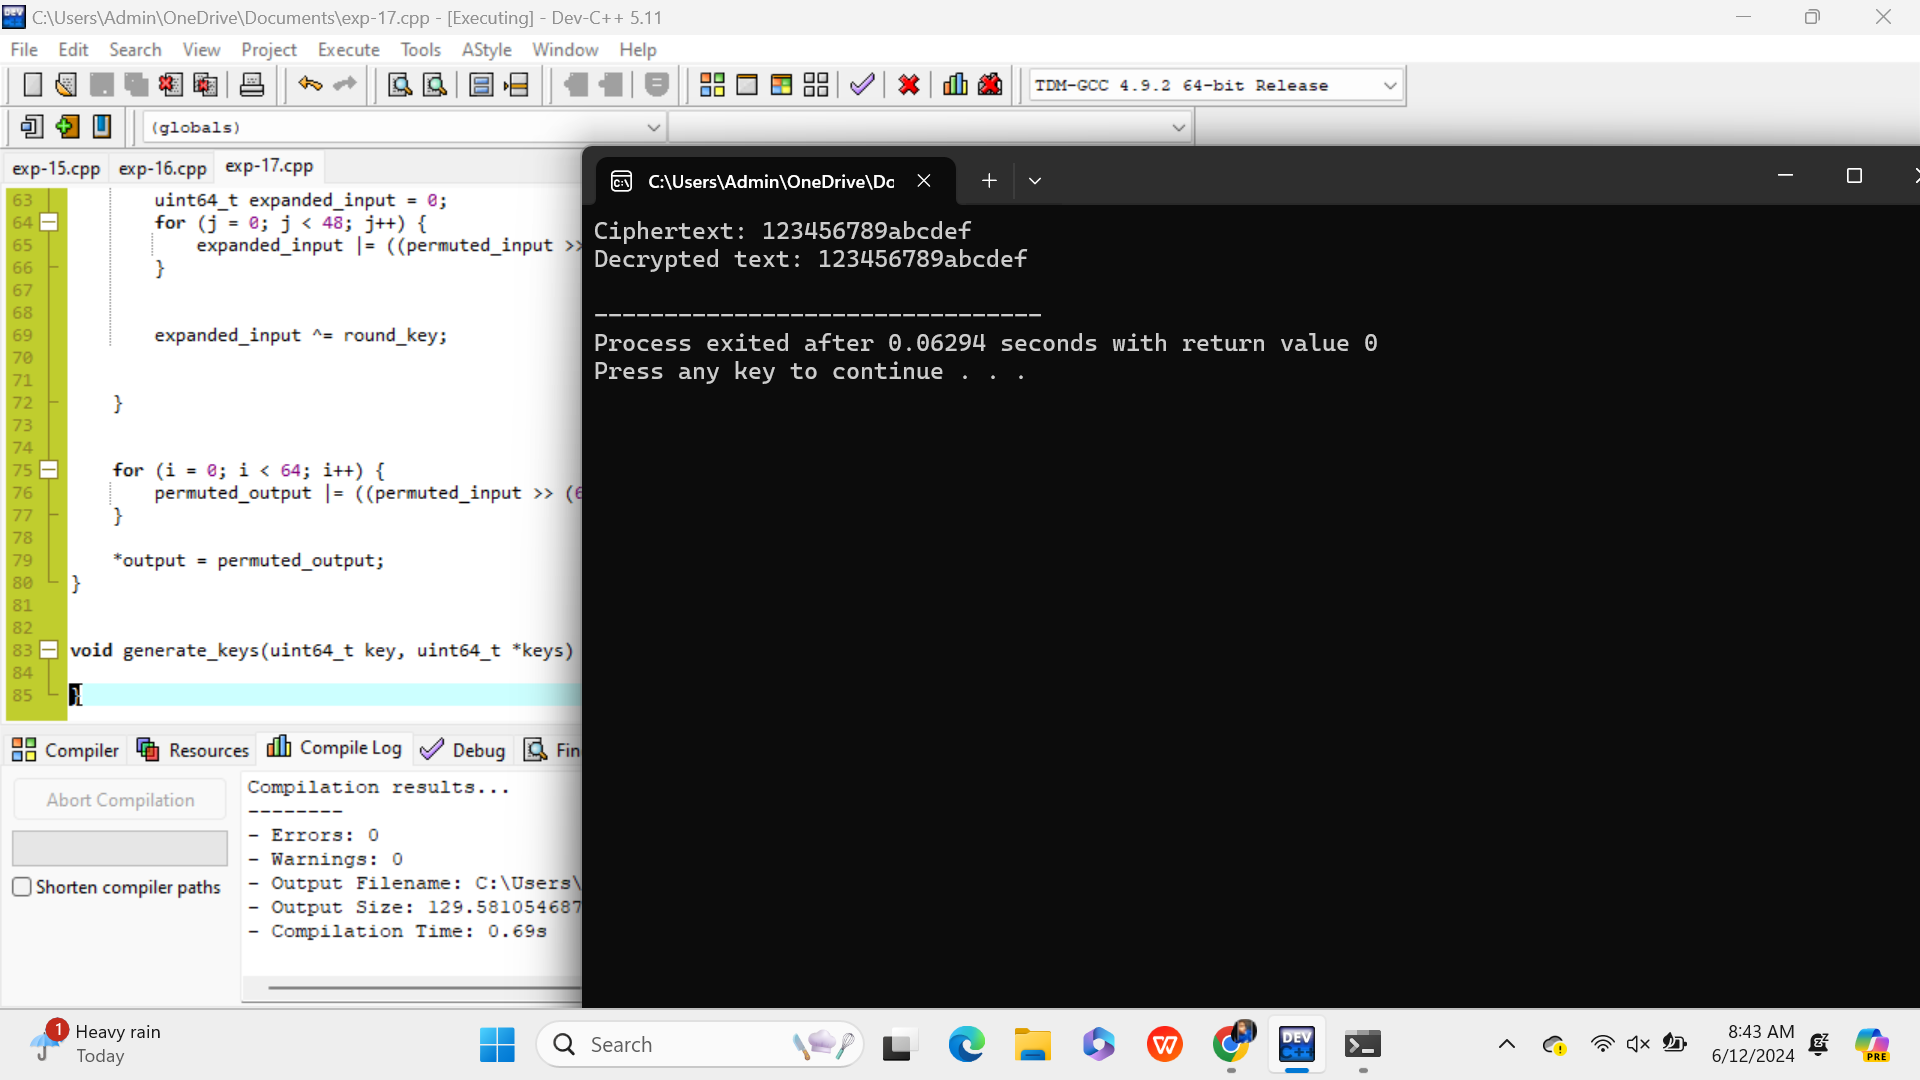 C:\Users\Admin\OneDrive\Documents\exp-17.cpp - [Executing] - Dev-C++ 5.11
File Edit Search View Project Execute Tools AStyle Window Help
TDM-GCC 4.9.2 64-bit Release
(globals)
exp-15.cpp exp-16.cpp exp-17.cpp
63 uint64_t expanded_input = 0;
64 for (j = 0; j < 48; j++) {
65 expanded_input |= ((permuted_input >>
66 }
67
68
69 expanded_input ^= round_key;
70
71
72 }
73
74
75 for (i = 0; i < 64; i++) {
76 permuted_output |= ((permuted_input >> (6
77 }
78
79 *output = permuted_output;
80 }
81
82
83 void generate_keys(uint64_t key, uint64_t *keys)
84
85 }
C:\Users\Admin\OneDrive\Dc
Ciphertext: 123456789abcdef
Decrypted text: 123456789abcdef
--------------------------------
Process exited after 0.06294 seconds with return value 0
Press any key to continue . . .
Compiler Resources Compile Log Debug Fin
Abort Compilation
Shorten compiler paths
Compilation results...
--------
- Errors: 0
- Warnings: 0
- Output Filename: C:\Users\
- Output Size: 129.581054687
- Compilation Time: 0.69s
1
Heavy rain
Today
Search
DEV
C++
8:43 AM
6/12/2024
PRE